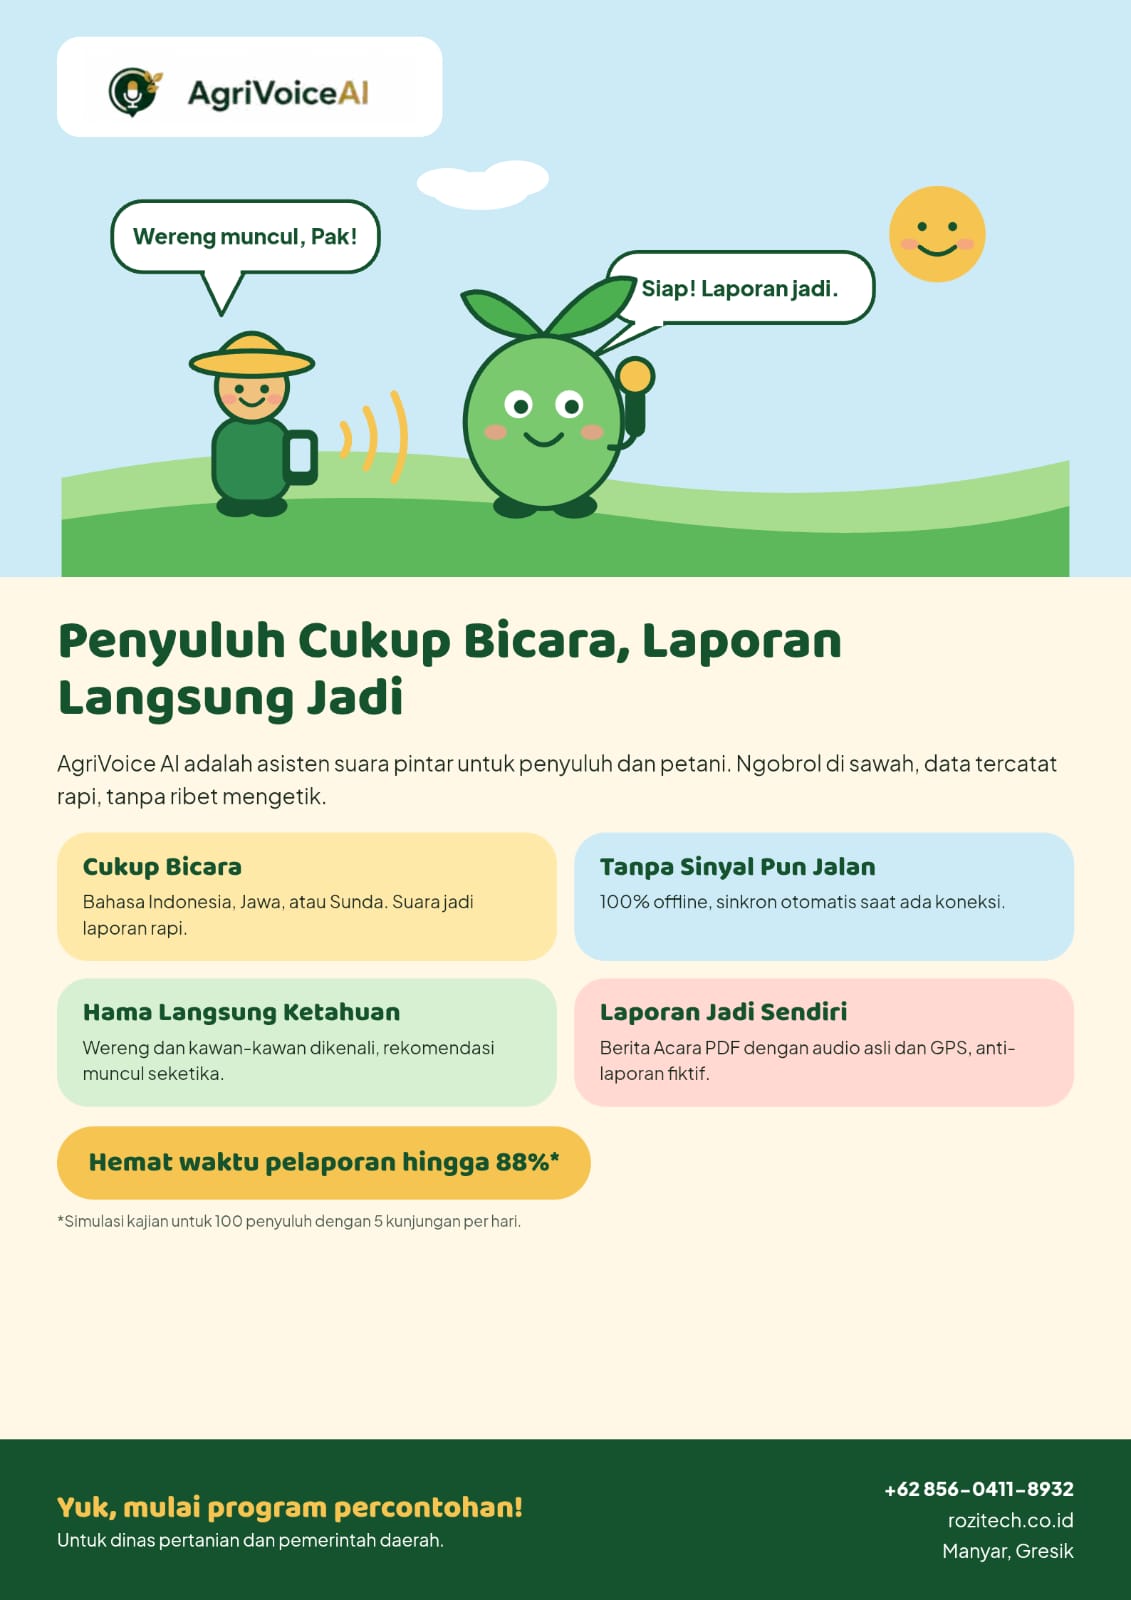 AgriVoiceAI
Wereng muncul, Pak!
Siap! Laporan jadi.
Penyuluh Cukup Bicara, Laporan
Langsung Jadi
AgriVoice AI adalah asisten suara pintar untuk penyuluh dan petani. Ngobrol di sawah, data tercatat
rapi, tanpa ribet mengetik.
Cukup Bicara
Bahasa Indonesia, Jawa, atau Sunda. Suara jadi
laporan rapi.
Tanpa Sinyal Pun Jalan
100% offline, sinkron otomatis saat ada koneksi.
Hama Langsung Ketahuan
Wereng dan kawan-kawan dikenali, rekomendasi
muncul seketika.
Laporan Jadi Sendiri
Berita Acara PDF dengan audio asli dan GPS, anti-
laporan fiktif.
Hemat waktu pelaporan hingga 88%*
*Simulasi kajian untuk 100 penyuluh dengan 5 kunjungan per hari.
Yuk, mulai program percontohan!
Untuk dinas pertanian dan pemerintah daerah.
+62 856-0411-8932
rozitech.co.id
Manyar, Gresik